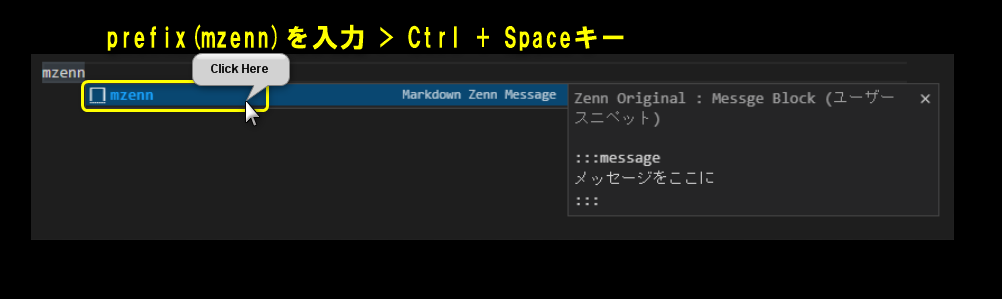 prefix(mzenn)を入力 > Ctrl + Spaceキー
Click Here
mzenn
mzenn Markdown Zenn Message
Zenn Original : Messge Block (ユーザー
スニペット)
:::message
メッセージをここに
:::